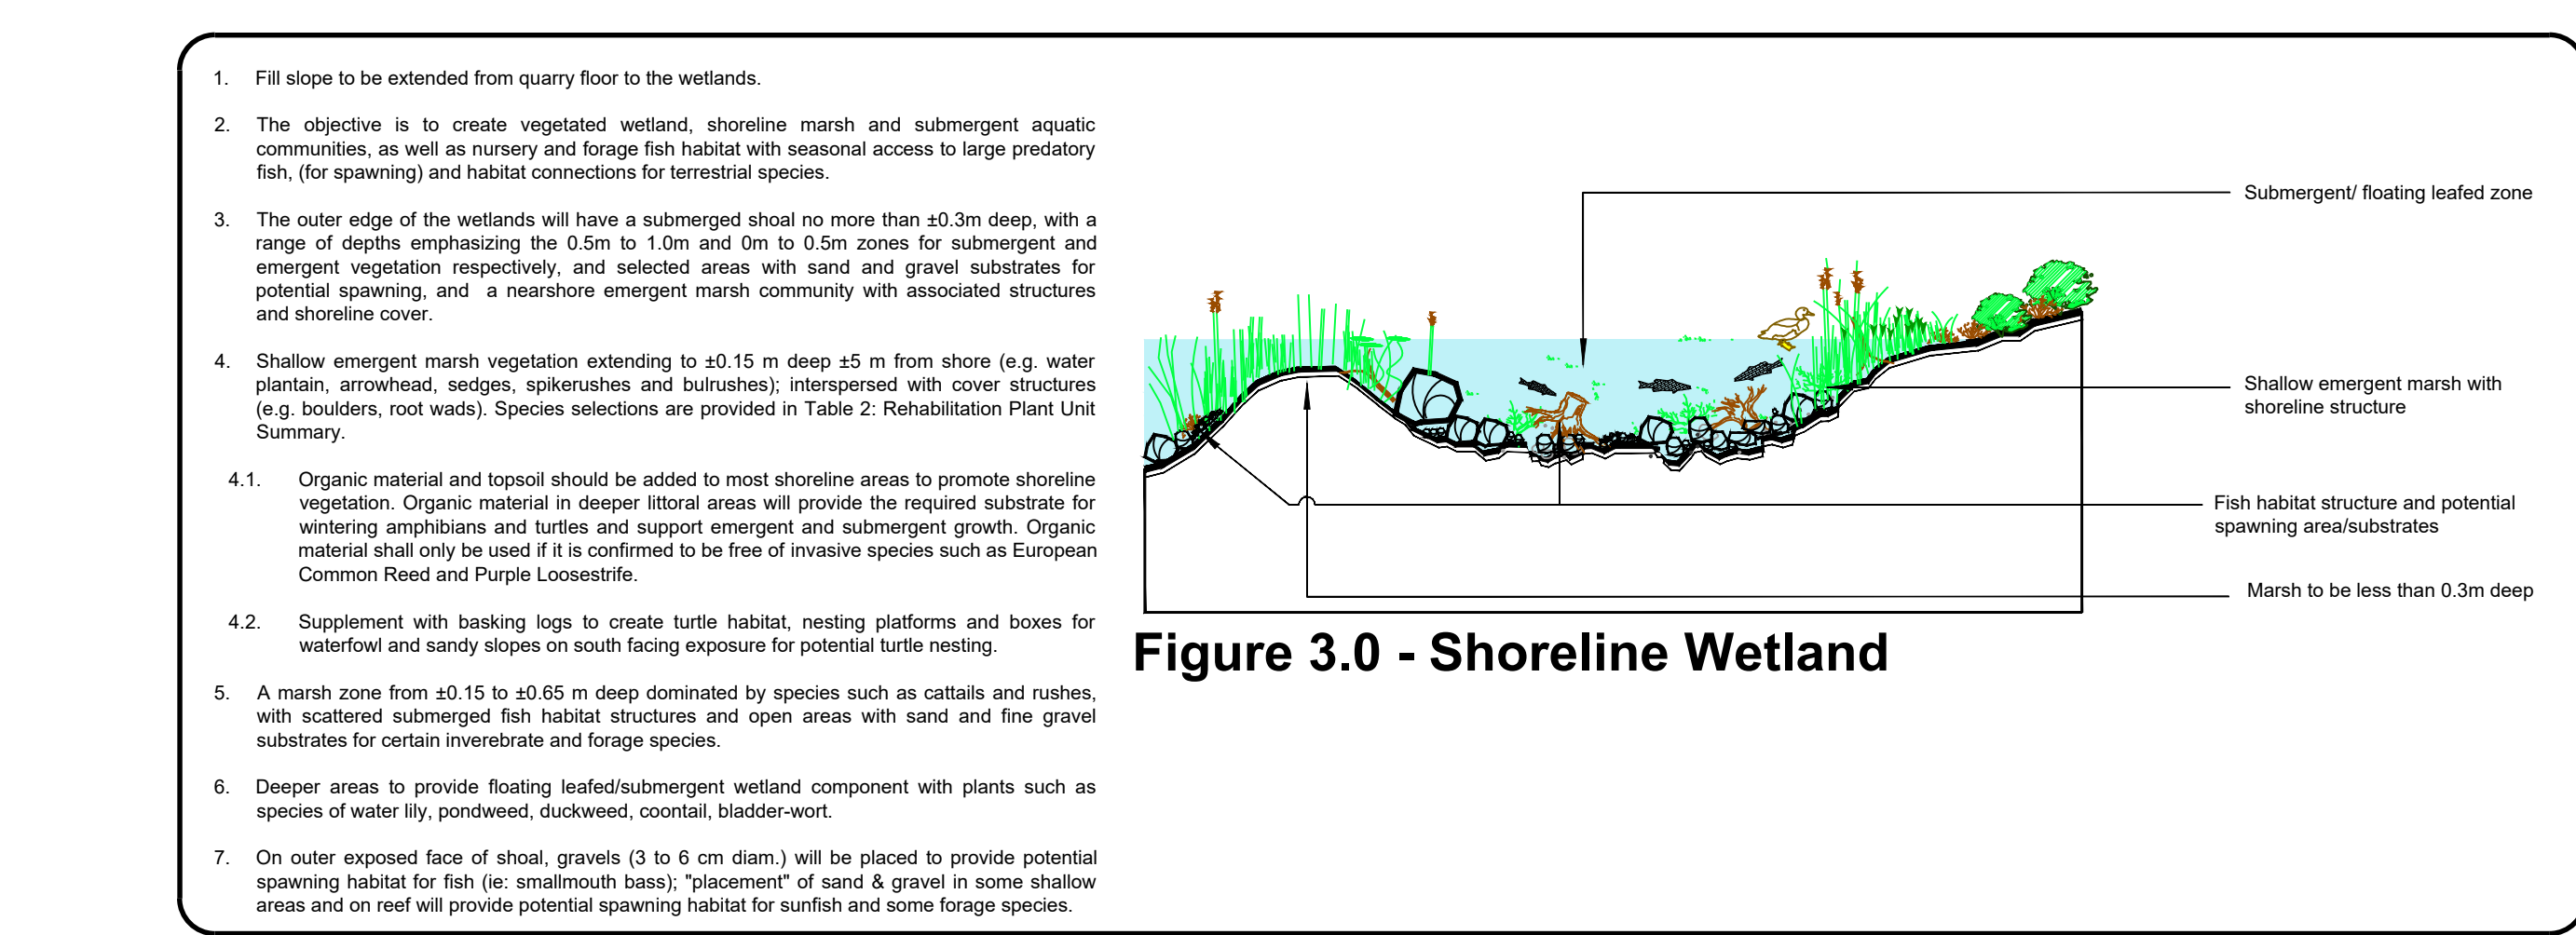 1. Fill slope to be extended from quarry floor to the wetlands.
2. The objective is to create vegetated wetland, shoreline marsh and submergent aquatic
communities, as well as nursery and forage fish habitat with seasonal access to large predatory
fish, (for spawning) and habitat connections for terrestrial species.
3. The outer edge of the wetlands will have a submerged shoal no more than ±0.3m deep, with a
range of depths emphasizing the 0.5m to 1.0m and 0m to 0.5m zones for submergent and
emergent vegetation respectively, and selected areas with sand and gravel substrates for
potential spawning, and a nearshore emergent marsh community with associated structures
and shoreline cover.
4. Shallow emergent marsh vegetation extending to ±0.15 m deep ±5 m from shore (e.g. water
plantain, arrowhead, sedges, spikerushes and bulrushes); interspersed with cover structures
(e.g. boulders, root wads). Species selections are provided in Table 2: Rehabilitation Plant Unit
Summary.
4.1. Organic material and topsoil should be added to most shoreline areas to promote shoreline
vegetation. Organic material in deeper littoral areas will provide the required substrate for
wintering amphibians and turtles and support emergent and submergent growth. Organic
material shall only be used if it is confirmed to be free of invasive species such as European
Common Reed and Purple Loosestrife.
4.2. Supplement with basking logs to create turtle habitat, nesting platforms and boxes for
waterfowl and sandy slopes on south facing exposure for potential turtle nesting.
5. A marsh zone from ±0.15 to ±0.65 m deep dominated by species such as cattails and rushes,
with scattered submerged fish habitat structures and open areas with sand and fine gravel
substrates for certain inverebrate and forage species.
6. Deeper areas to provide floating leafed/submergent wetland component with plants such as
species of water lily, pondweed, duckweed, coontail, bladder-wort.
7. On outer exposed face of shoal, gravels (3 to 6 cm diam.) will be placed to provide potential
spawning habitat for fish (ie: smallmouth bass); "placement" of sand & gravel in some shallow
areas and on reef will provide potential spawning habitat for sunfish and some forage species.
Submergent/ floating leafed zone
Shallow emergent marsh with
shoreline structure
Fish habitat structure and potential
spawning area/substrates
Marsh to be less than 0.3m deep
Figure 3.0 - Shoreline Wetland